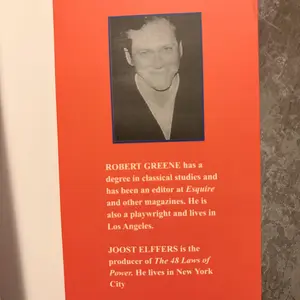 ROBERT GREENE has a
degree in classical studies and
has been an editor at Esquire
and other magazines. He is
also a playwright and lives in
Los Angeles.
JOOST ELFFERS is the
producer of The 48 Laws of
Power. He lives in New York
City